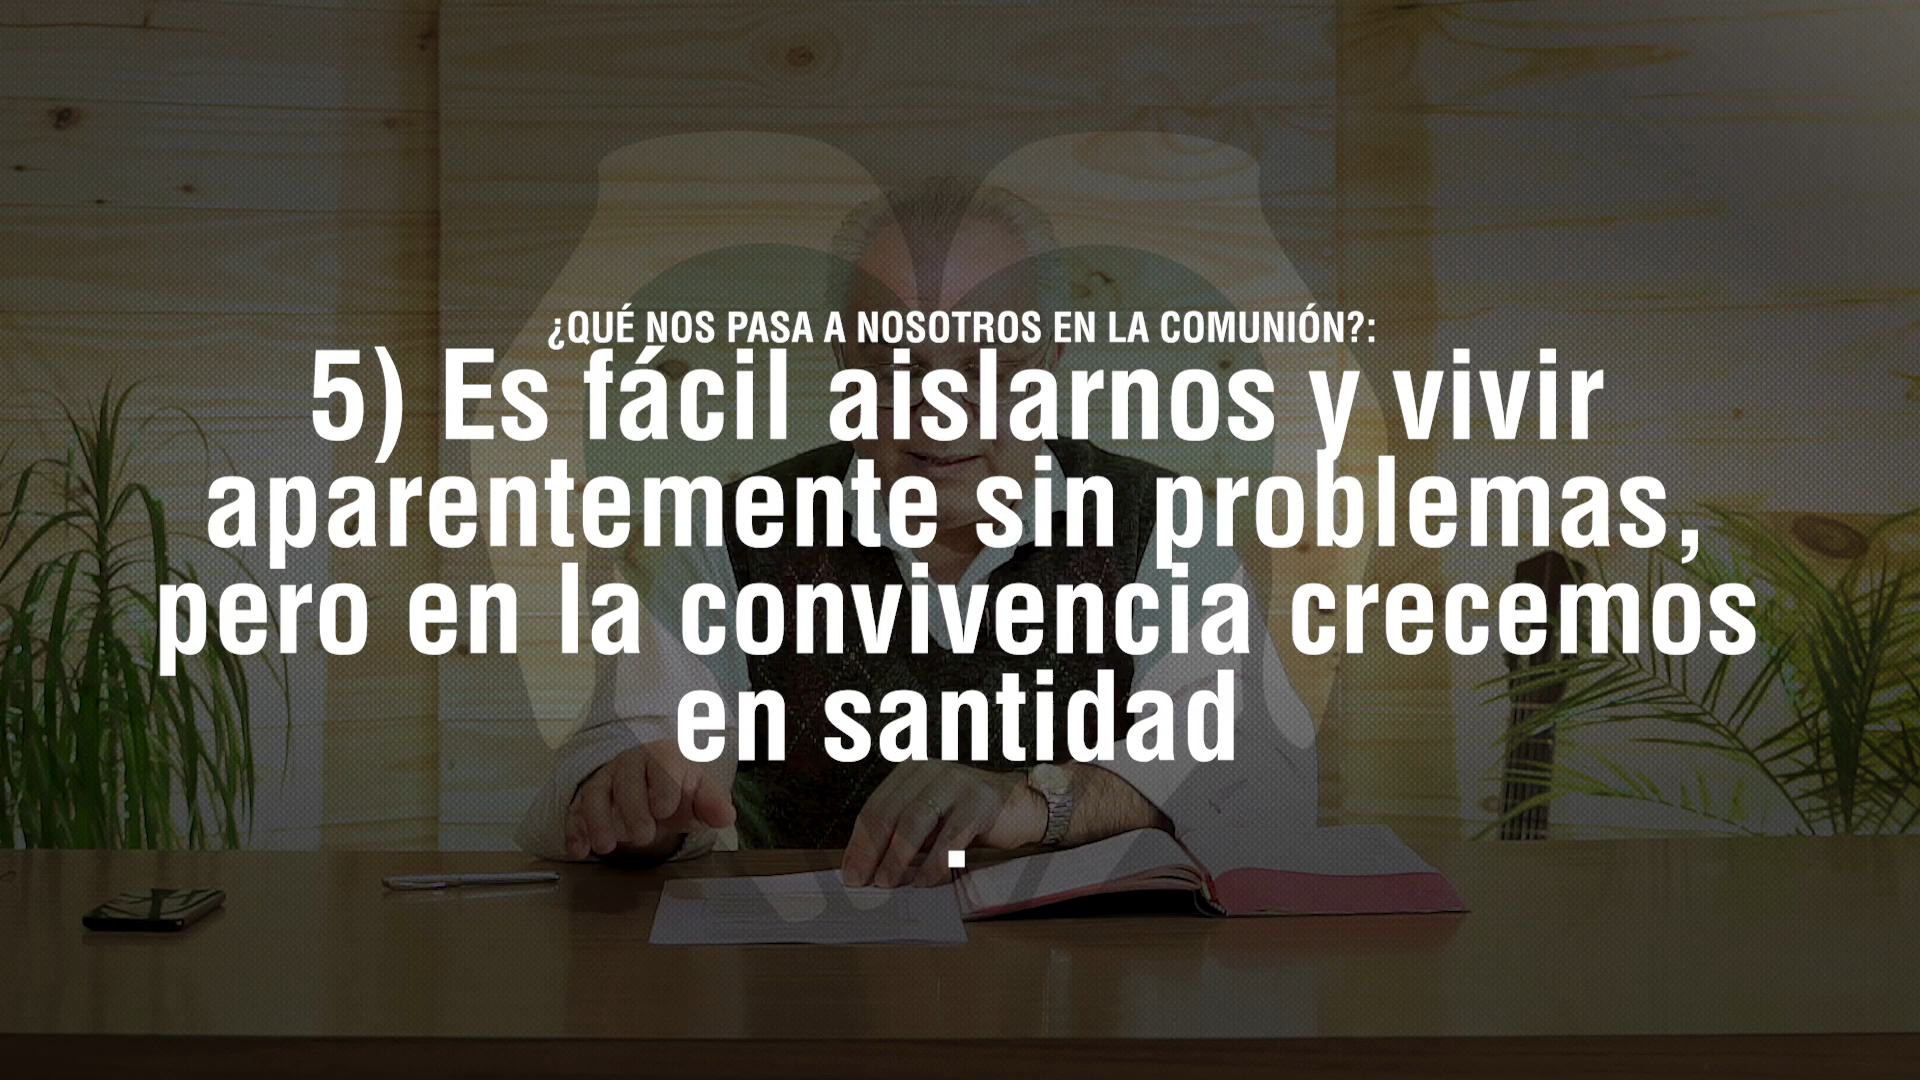 ¿QUÉ NOS PASA A NOSOTROS EN LA COMUNIÓN?:
5) Es fácil aislarnos y vivir
aparentemente sin problemas,
pero en la convivencia crecemos
en santidad
.